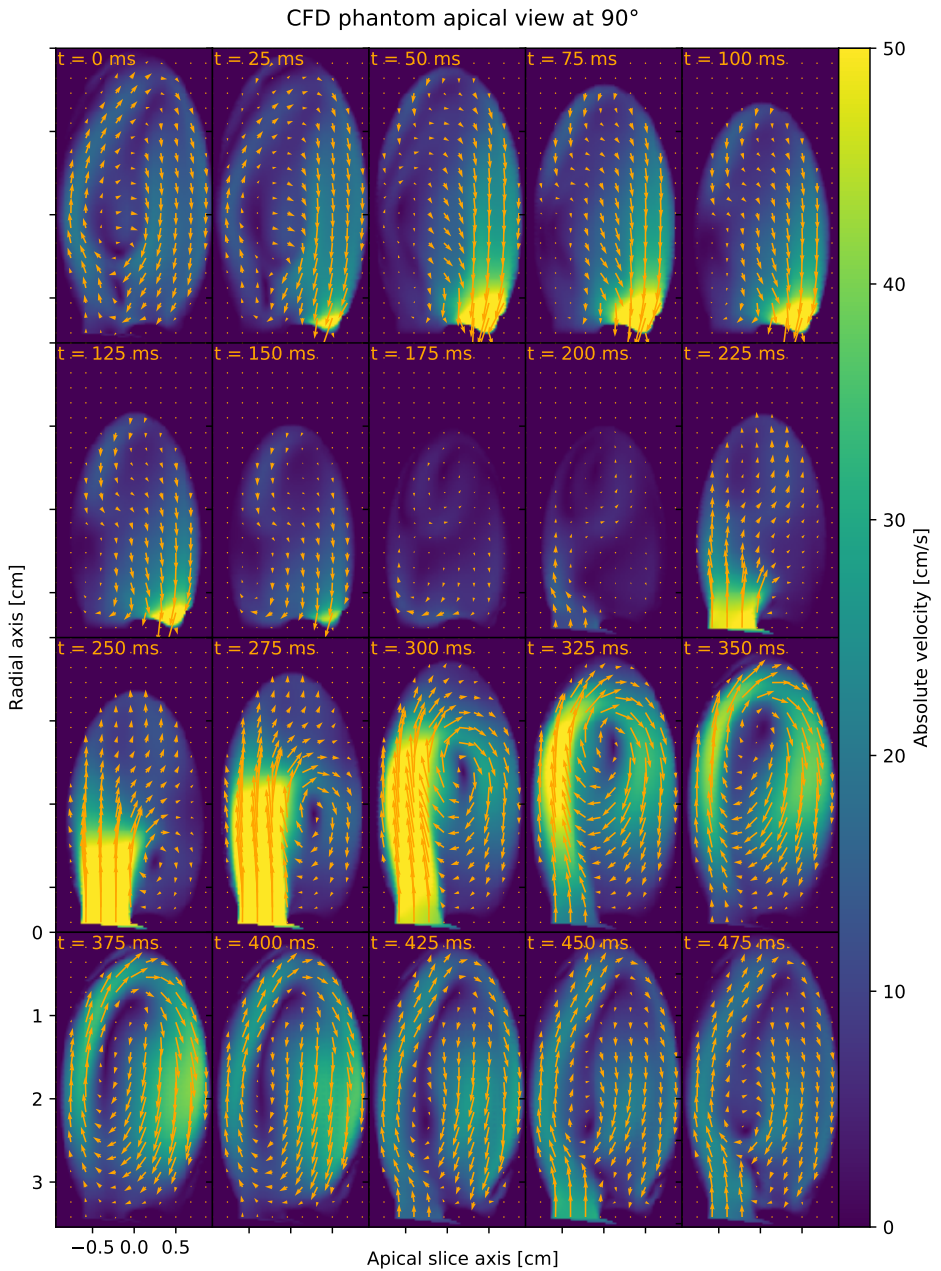 CFD phantom apical view at 90°
t = 0 ms
t = 25 ms
t = 50 ms
t = 75 ms
t = 100 ms
50
40
t = 125 ms
t = 150 ms
t = 175 ms
t = 200 ms
t = 225 ms
30
Radial axis [cm]
Absolute velocity [cm/s]
t = 250 ms
t = 275 ms
t = 300 ms
t = 325 ms
t = 350 ms
20
0
t = 375 ms
t = 400 ms
t = 425 ms
t = 450 ms
t = 475 ms
10
1
2
3
0
−0.5 0.0 0.5
Apical slice axis [cm]